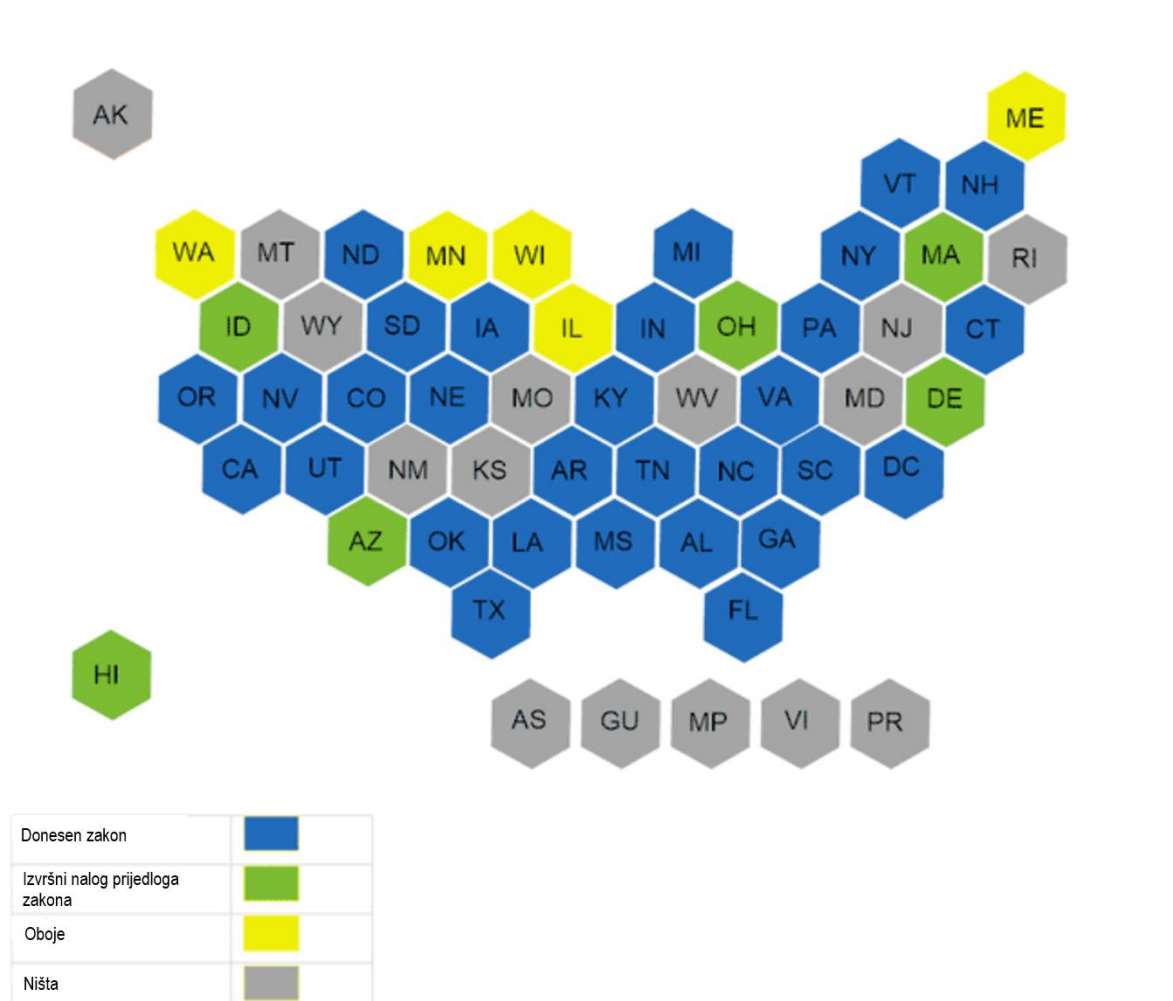 AK
ME
VT NH
WA MT ND MN WI MI NY MA RI
ID WY SD IA IL IN OH PA NJ CT
OR NV CO NE MO KY WV VA MD DE
CA UT NM KS AR TN NC SC DC
AZ OK LA MS AL GA
TX FL
HI
AS GU MP VI PR
Donesen zakon
Izvršni nalog prijedloga
zakona
Oboje
Ništa